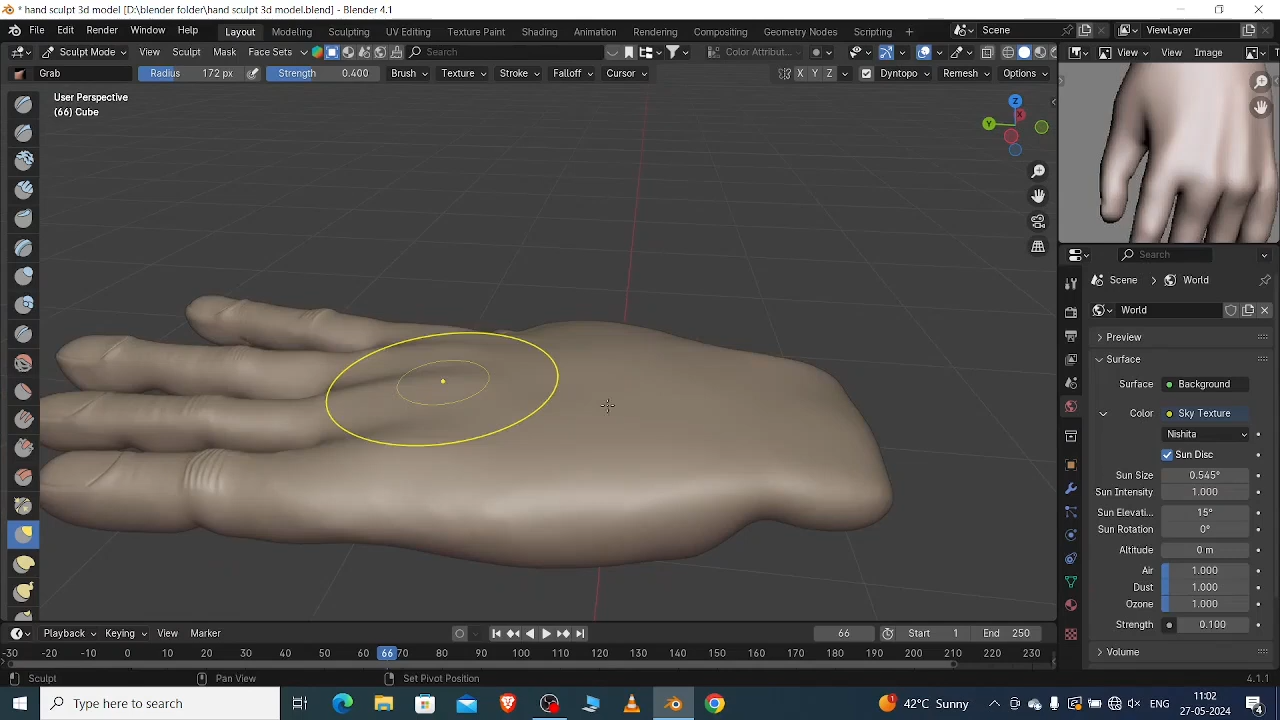 * hand sculpt 3d model [D:\blender folder\hand sculpt 3d model.blend] - Blender 4.1
File Edit Render Window Help Layout Modeling Sculpting UV Editing Texture Paint Shading Animation Rendering Compositing Geometry Nodes Scripting + Scene ViewLayer
Sculpt Mode View Sculpt Mask Face Sets Search Color Attribut... View View Image
Grab Radius 172 px Strength 0.400 Brush Texture Stroke Falloff Cursor X Y Z Dyntopo Remesh Options
User Perspective
(66) Cube
Z
X
Y
Search
Scene > World
World
Preview
Surface
Surface Background
Color Sky Texture
Nishita
Sun Disc
Sun Size 0.545°
Sun Intensity 1.000
Sun Elevati... 15°
Sun Rotation 0°
Altitude 0 m
Air 1.000
Dust 1.000
Ozone 1.000
Strength 0.100
Volume
Playback Keying View Marker 66 Start 1 End 250
-30 -20 -10 0 10 20 30 40 50 66 70 80 90 100 110 120 130 140 150 160 170 180 190 200 210 220 230
Sculpt Pan View Set Pivot Position 4.1.1
Type here to search 42°C Sunny ENG 11:02
27-05-2024